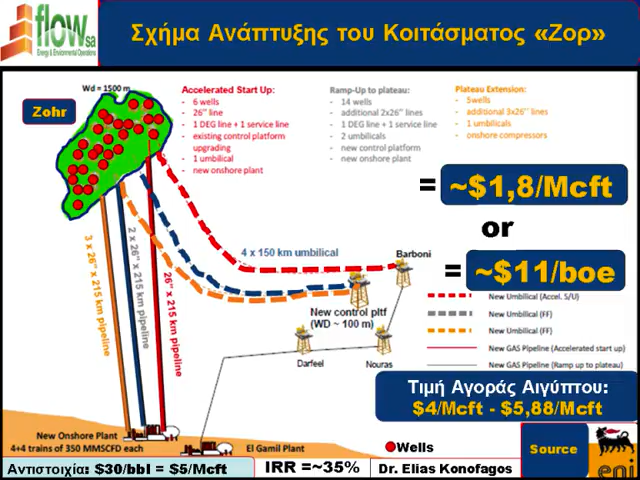 flow sa
Energy & Environmental Operations
Σχήμα Ανάπτυξης του Κοιτάσματος «Ζορ»
Wd = 1500 m
Zohr
Accelerated Start Up:
- 6 wells
- 26’’ line
- 1 DEG line + 1 service line
- existing control platform
upgrading
- 1 umbilical
- new onshore plant
Ramp-Up to plateau:
- 14 wells
- additional 2x26’’ lines
- 1 DEG line + 1 service line
- 2 umbilicals
- new control platform
- new onshore plant
Plateau Extension:
- 5wells
- additional 3x26’’ lines
- 1 umbilicals
- onshore compressors
= ~$1,8/Mcft
or
= ~$11/boe
4 x 150 km umbilical
Barboni
New control pltf
(WD ~ 100 m)
Darfeel
Nouras
3 x 26’’ x 215 km pipeline
2 x 26’’ x 215 km pipeline
26’’ x 215 km pipeline
New Umbilical (Accel. S/U)
New Umbilical (FF)
New Umbilical (FF)
New GAS Pipeline (Accelerated start up)
New GAS Pipeline (Ramp up to plateau)
Τιμή Αγοράς Αιγύπτου:
$4/Mcft - $5,88/Mcft
New Onshore Plant
4+4 trains of 350 MMSCFD each
El Gamil Plant
Wells
Source
eni
Αντιστοιχία: $30/bbl = $5/Mcft
IRR =~35%
Dr. Elias Konofagos